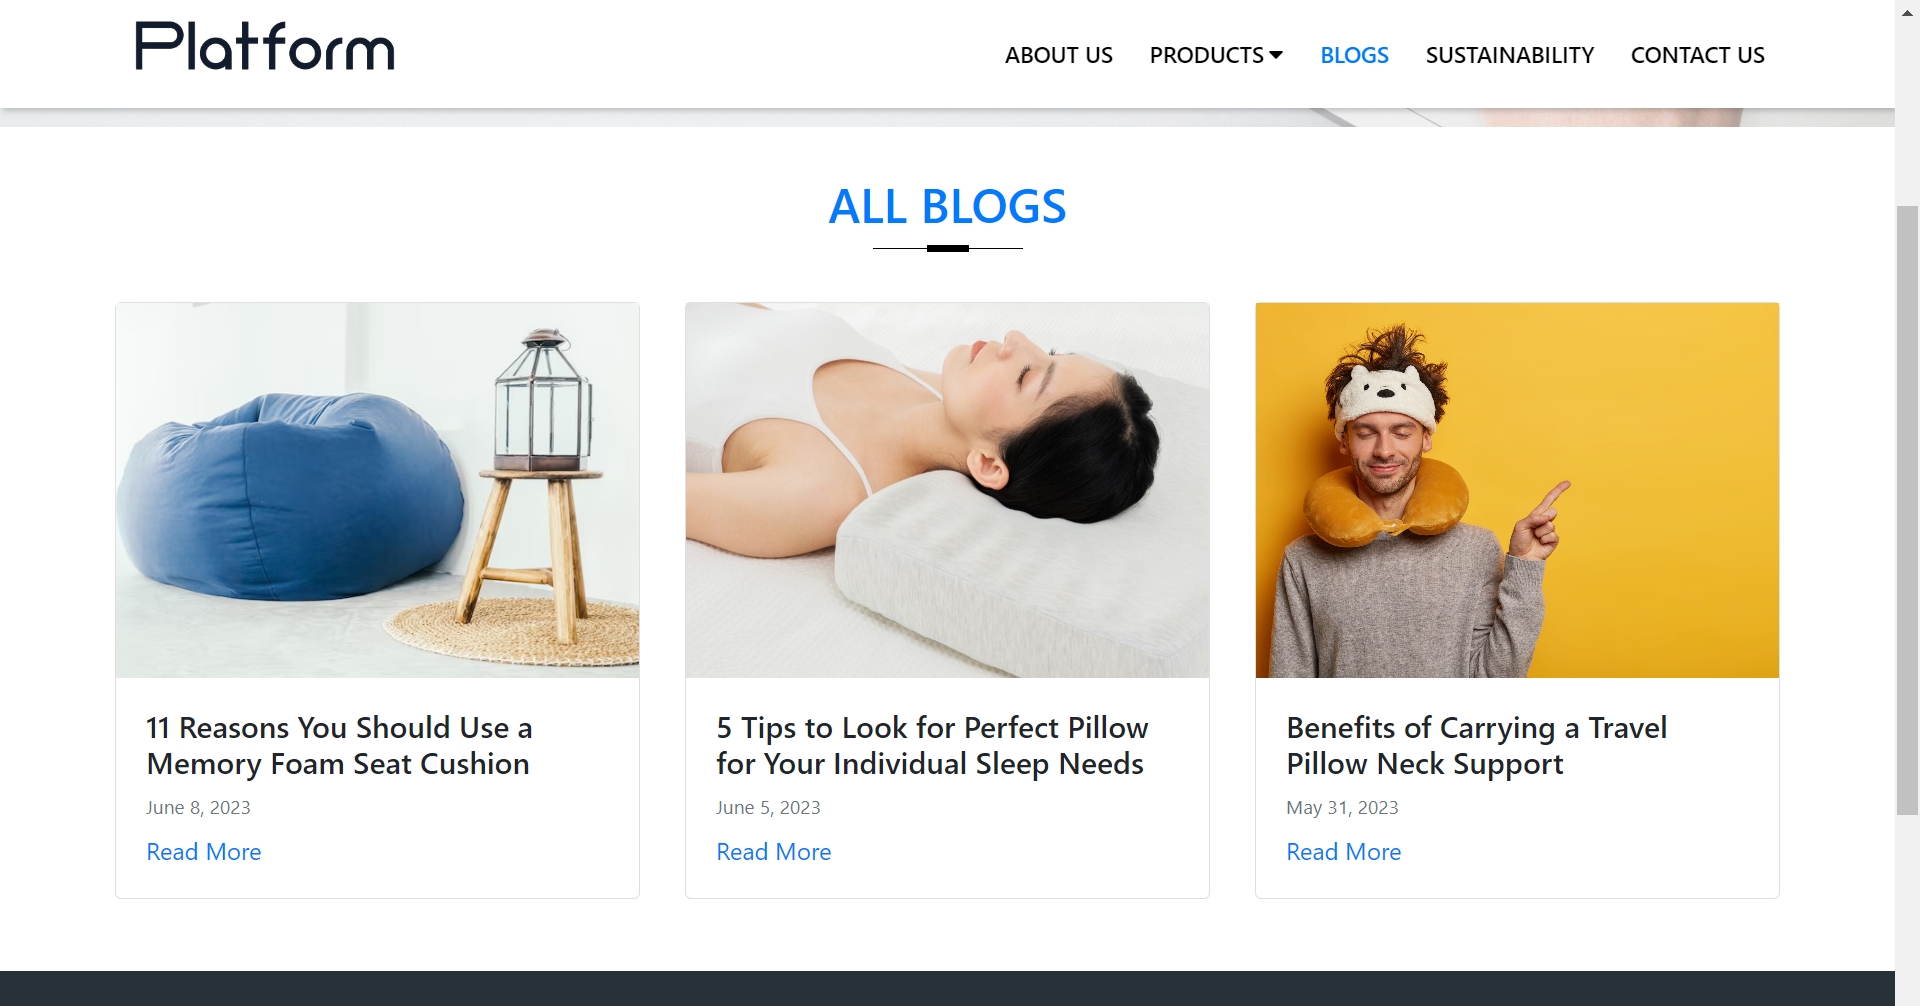 Platform
ABOUT US
PRODUCTS
BLOGS
SUSTAINABILITY
CONTACT US
ALL BLOGS
11 Reasons You Should Use a
Memory Foam Seat Cushion
June 8, 2023
Read More
5 Tips to Look for Perfect Pillow
for Your Individual Sleep Needs
June 5, 2023
Read More
Benefits of Carrying a Travel
Pillow Neck Support
May 31, 2023
Read More